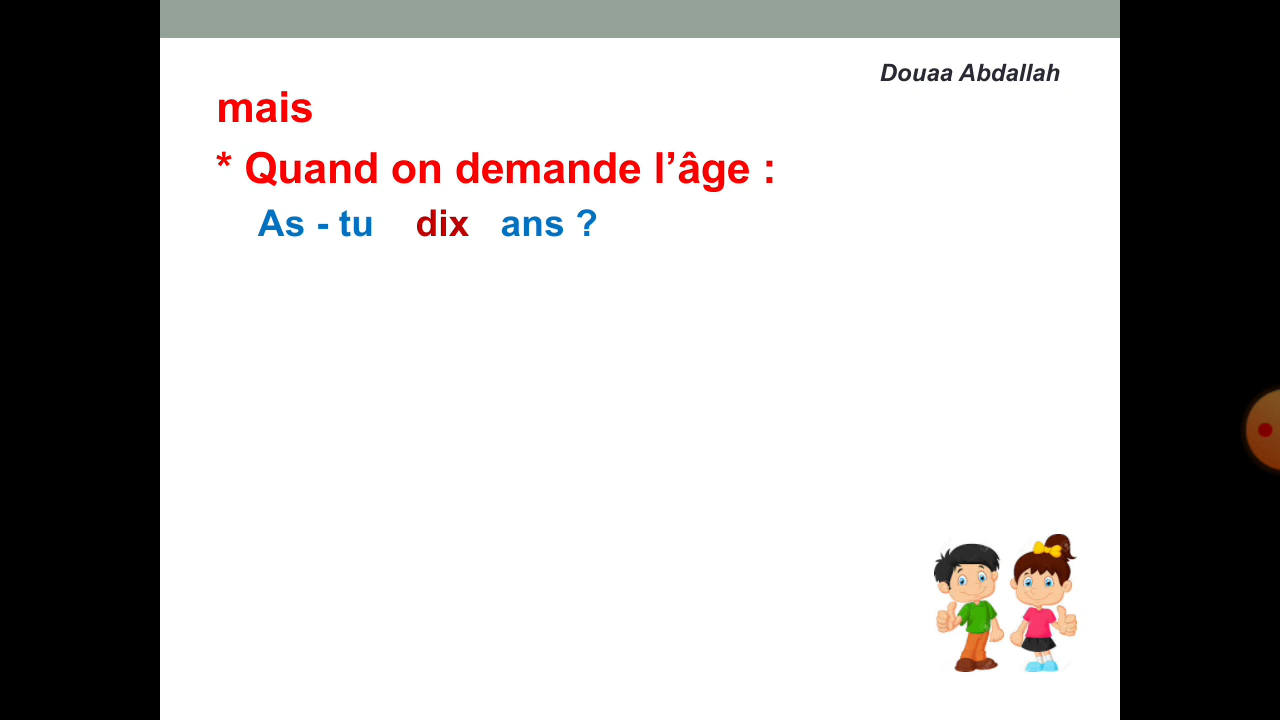 Douaa Abdallah
mais
* Quand on demande l’âge :
As - tu dix ans ?